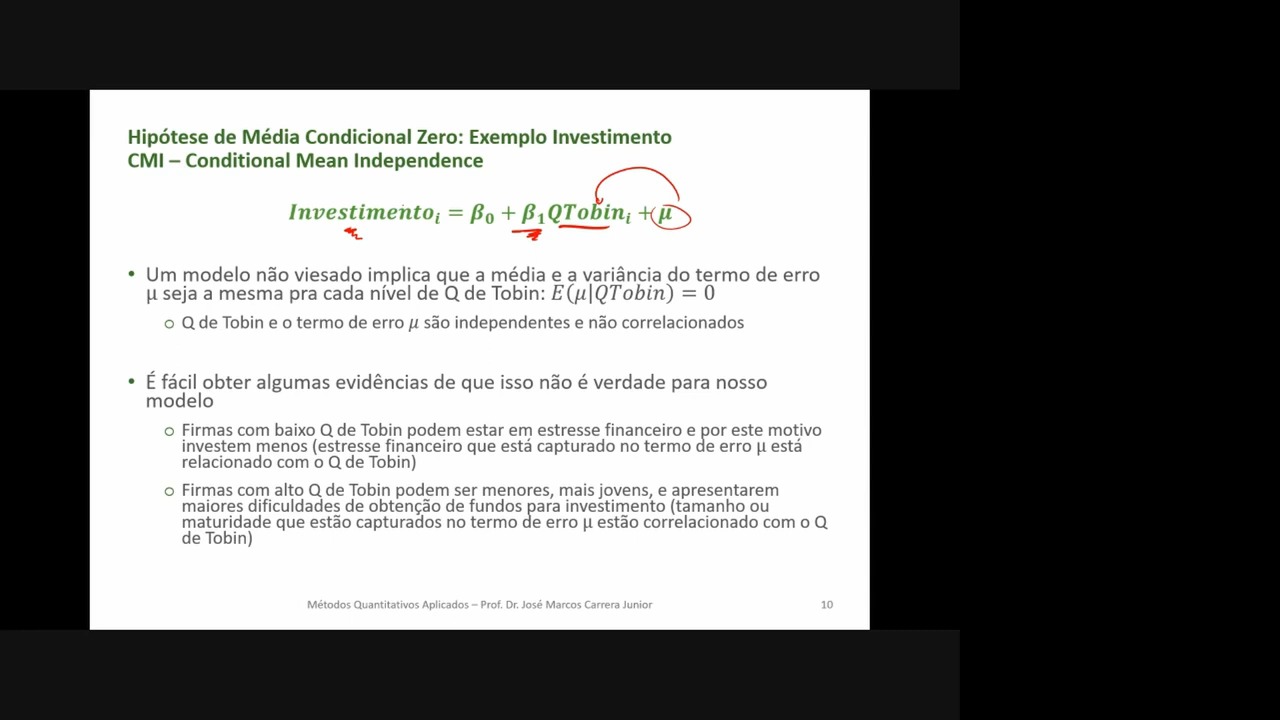 Hipótese de Média Condicional Zero: Exemplo Investimento
CMI – Conditional Mean Independence
Investimentoᵢ = β₀ + β₁QTobinᵢ + μ
• Um modelo não viesado implica que a média e a variância do termo de erro
μ seja a mesma pra cada nível de Q de Tobin: E(μ|QTobin) = 0
o Q de Tobin e o termo de erro μ são independentes e não correlacionados
• É fácil obter algumas evidências de que isso não é verdade para nosso
modelo
o Firmas com baixo Q de Tobin podem estar em estresse financeiro e por este motivo
investem menos (estresse financeiro que está capturado no termo de erro μ está
relacionado com o Q de Tobin)
o Firmas com alto Q de Tobin podem ser menores, mais jovens, e apresentarem
maiores dificuldades de obtenção de fundos para investimento (tamanho ou
maturidade que estão capturados no termo de erro μ estão correlacionado com o Q
de Tobin)
Métodos Quantitativos Aplicados – Prof. Dr. José Marcos Carrera Junior
10